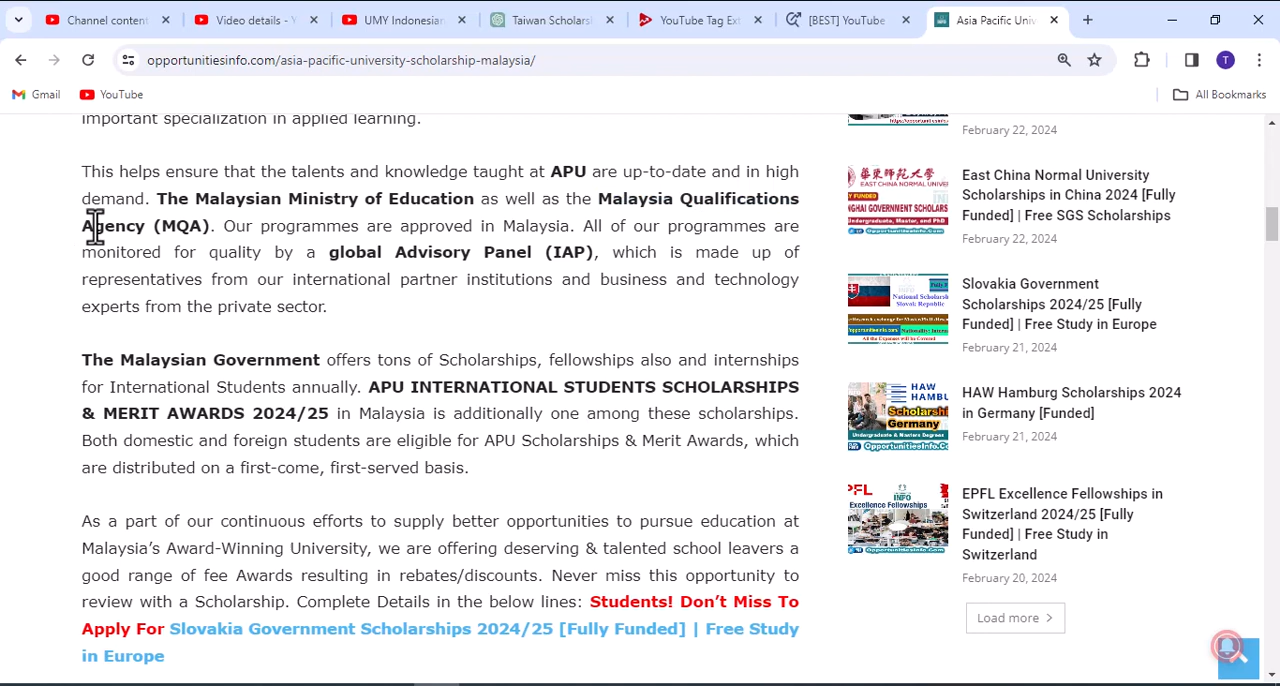 Channel content
Video details - Y
UMY Indonesian
Taiwan Scholars
YouTube Tag Ext
[BEST] YouTube
Asia Pacific Univ
opportunitiesinfo.com/asia-pacific-university-scholarship-malaysia/
T
Gmail
YouTube
All Bookmarks
important specialization in applied learning.
This helps ensure that the talents and knowledge taught at APU are up-to-date and in high
demand. The Malaysian Ministry of Education as well as the Malaysia Qualifications
Agency (MQA). Our programmes are approved in Malaysia. All of our programmes are
monitored for quality by a global Advisory Panel (IAP), which is made up of
representatives from our international partner institutions and business and technology
experts from the private sector.
The Malaysian Government offers tons of Scholarships, fellowships also and internships
for International Students annually. APU INTERNATIONAL STUDENTS SCHOLARSHIPS
& MERIT AWARDS 2024/25 in Malaysia is additionally one among these scholarships.
Both domestic and foreign students are eligible for APU Scholarships & Merit Awards, which
are distributed on a first-come, first-served basis.
As a part of our continuous efforts to supply better opportunities to pursue education at
Malaysia's Award-Winning University, we are offering deserving & talented school leavers a
good range of fee Awards resulting in rebates/discounts. Never miss this opportunity to
review with a Scholarship. Complete Details in the below lines: Students! Don't Miss To
Apply For Slovakia Government Scholarships 2024/25 [Fully Funded] | Free Study
in Europe
February 22, 2024
East China Normal University
Scholarships in China 2024 [Fully
Funded] | Free SGS Scholarships
February 22, 2024
Slovakia Government
Scholarships 2024/25 [Fully
Funded] | Free Study in Europe
February 21, 2024
HAW Hamburg Scholarships 2024
in Germany [Funded]
February 21, 2024
EPFL Excellence Fellowships in
Switzerland 2024/25 [Fully
Funded] | Free Study in
Switzerland
February 20, 2024
Load more